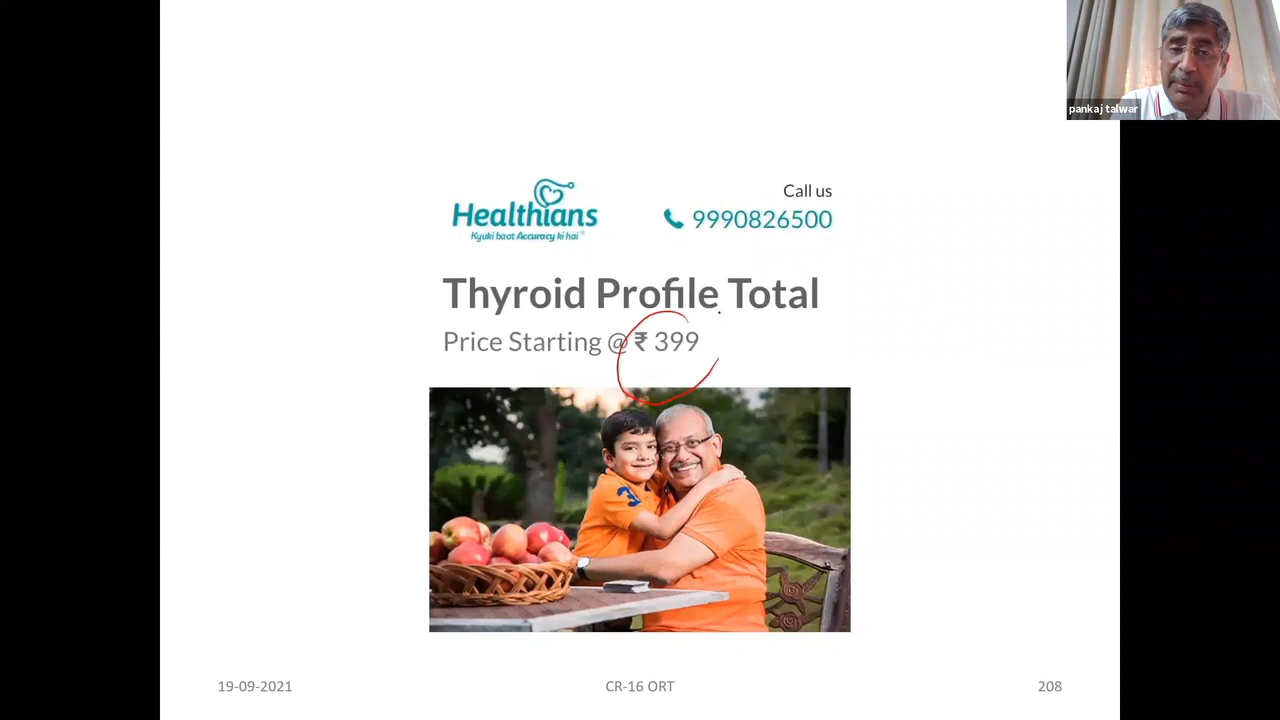 pankaj talwar
Healthians
Kyuki baat Accuracy ki hai
Call us
9990826500
Thyroid Profile Total
Price Starting @ ₹ 399
19-09-2021
CR-16 ORT
208